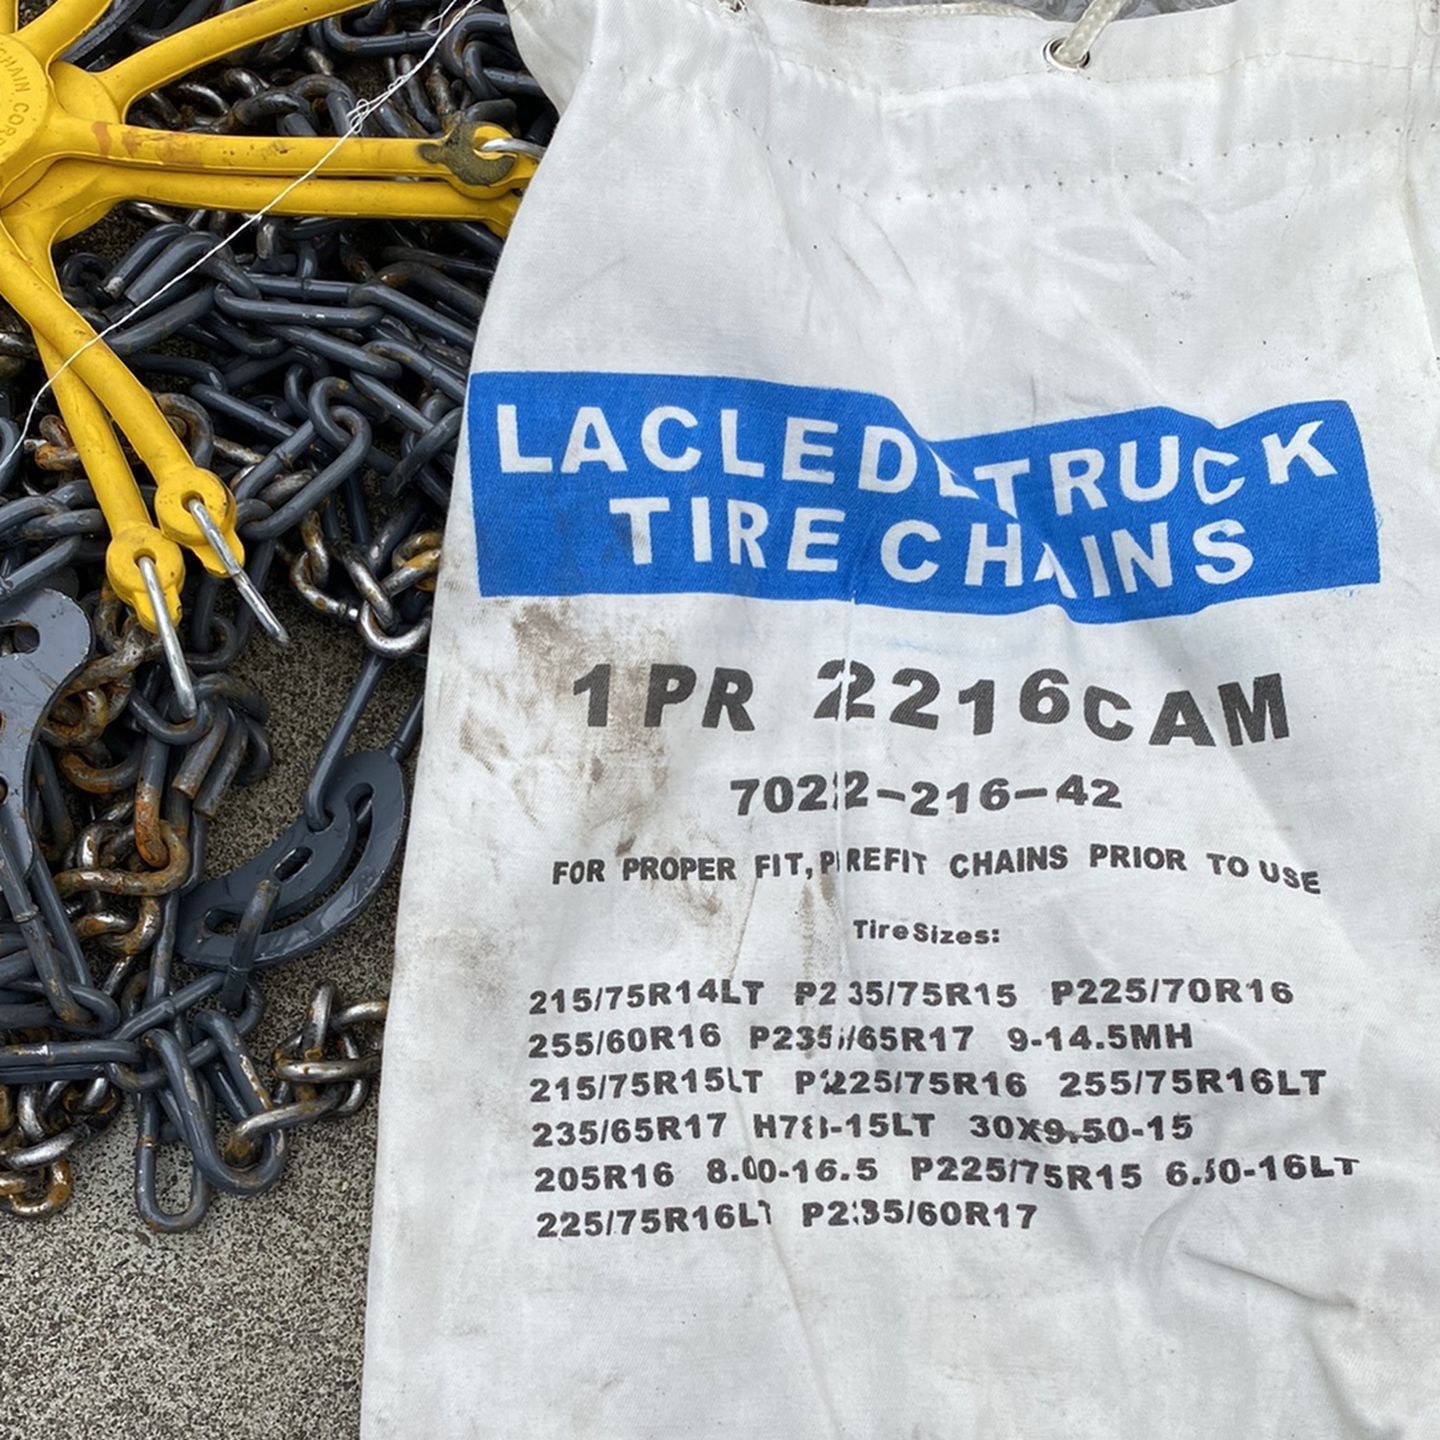 CHAIN CORP
LACLEDE TRUCK
TIRE CHAINS
1 PR 2216CAM
7022-216-42
FOR PROPER FIT, PREFIT CHAINS PRIOR TO USE
Tire Sizes:
215/75R14LT P235/75R15 P225/70R16
255/60R16 P235/65R17 9-14.5MH
215/75R15LT P225/75R16 255/75R16LT
235/65R17 H78-15LT 30X9.50-15
205R16 8.00-16.5 P225/75R15 6.50-16LT
225/75R16LT P235/60R17